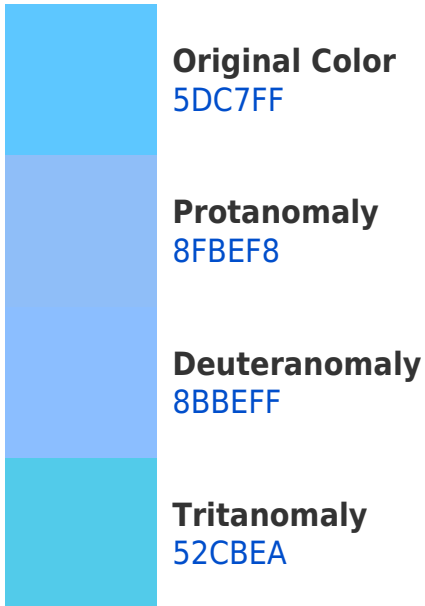 Original Color
5DC7FF
Protanomaly
8FBEF8
Deuteranomaly
8BBEFF
Tritanomaly
52CBEA